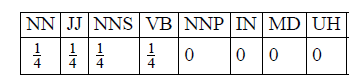 NN JJ NNS VB NNP IN MD UH
1/4 1/4 1/4 1/4 0 0 0 0